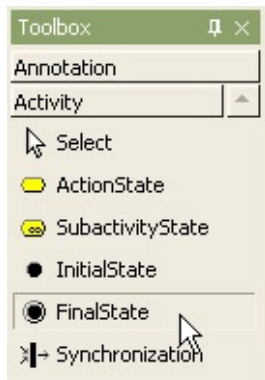 Toolbox
Annotation
Activity
Select
ActionState
SubactivityState
InitialState
FinalState
Synchronization